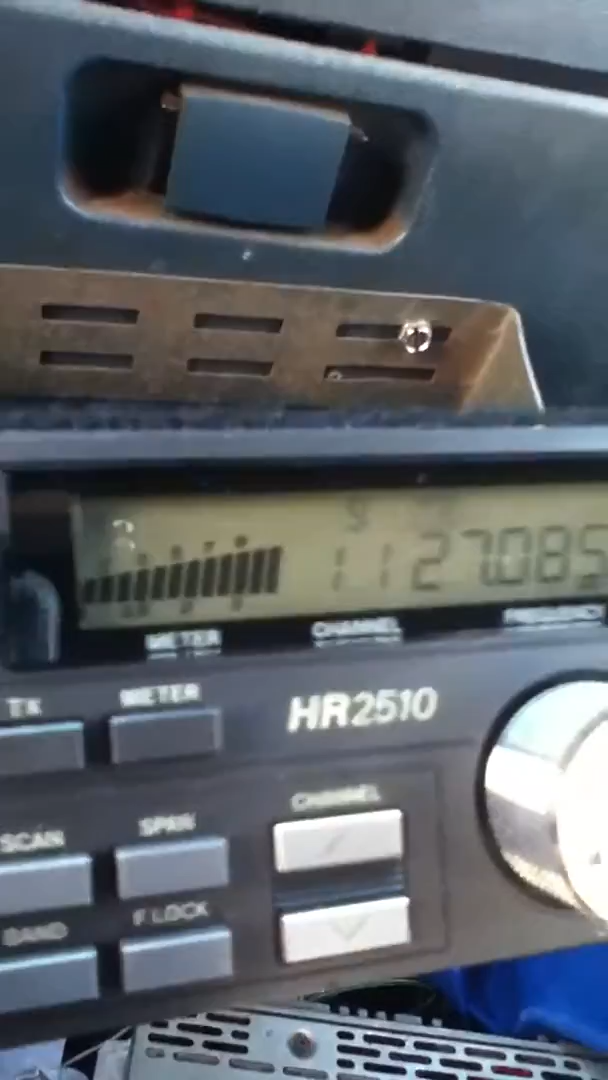 S
11 27.085
METER CHANNEL FREQUENCY
TX METER HR2510
CHANNEL
SCAN SPAN
BAND F.LOCK